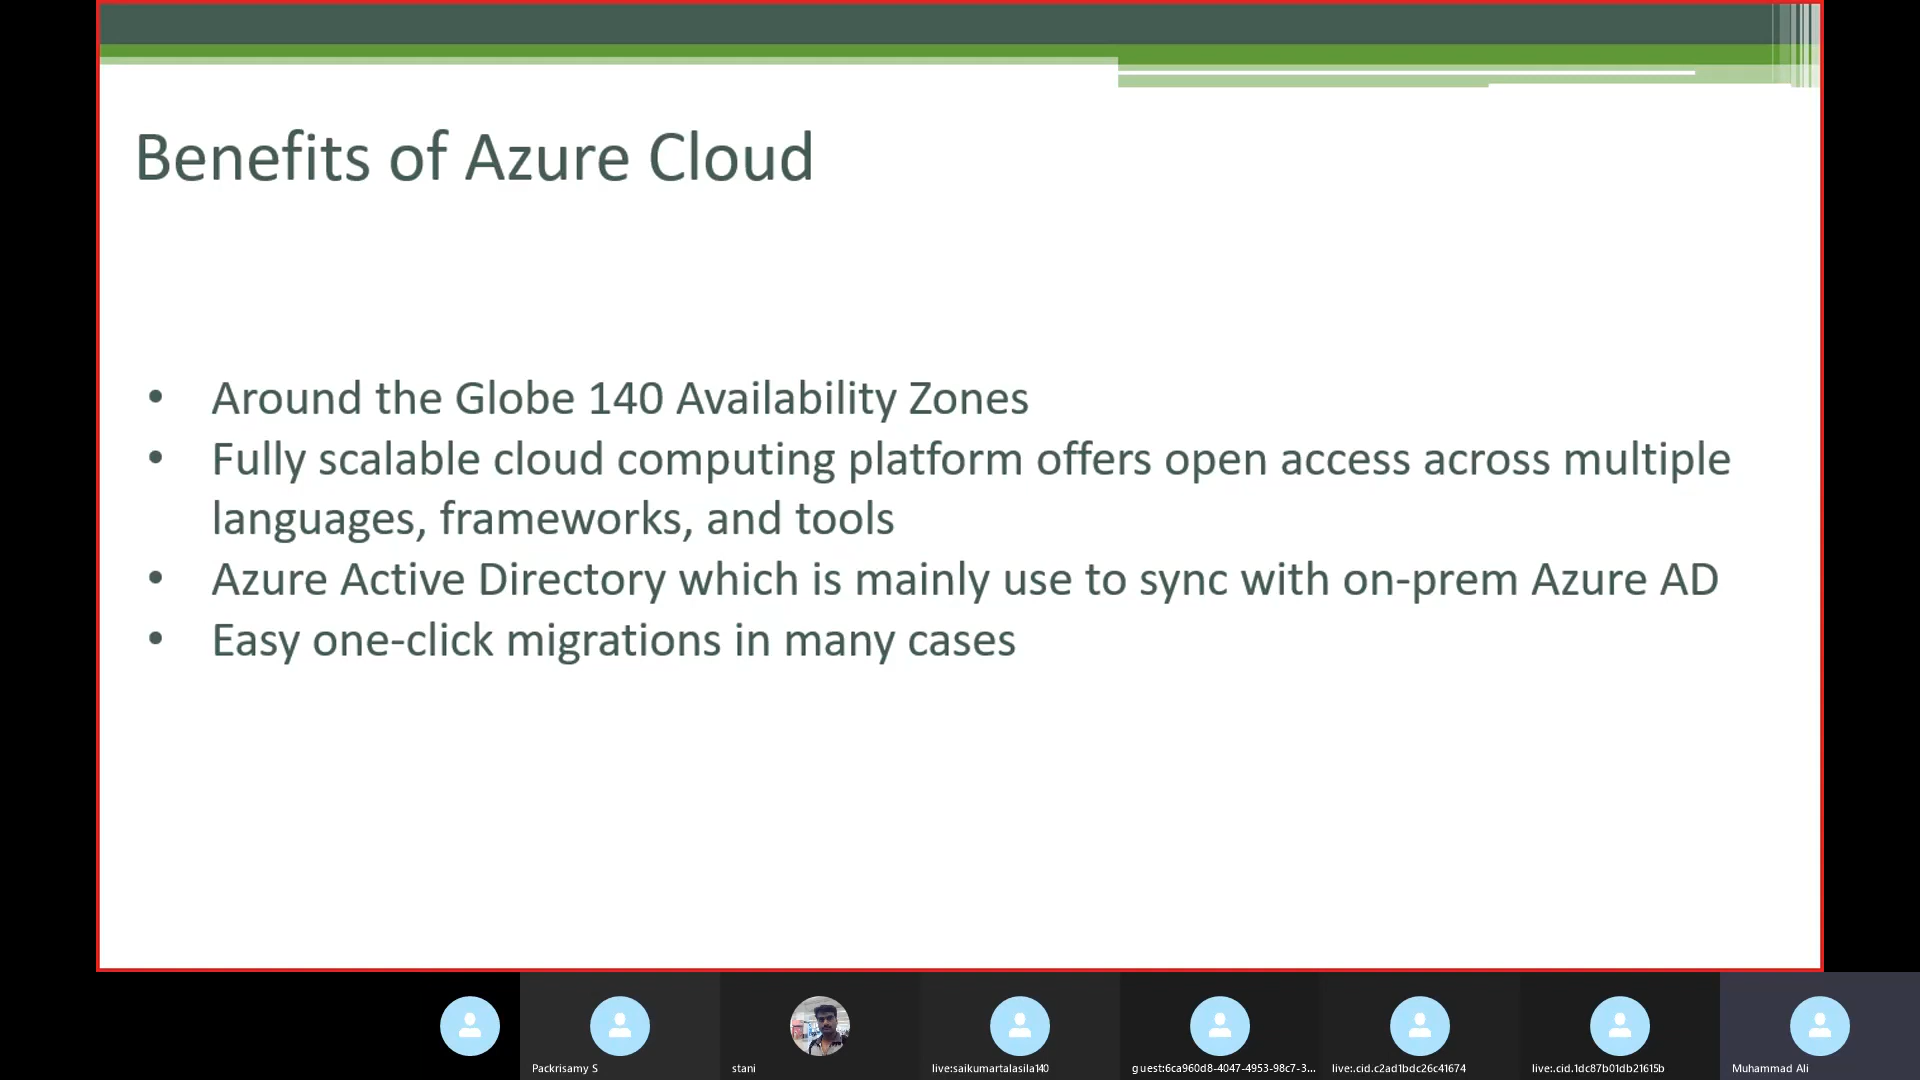 Benefits of Azure Cloud
• Around the Globe 140 Availability Zones
• Fully scalable cloud computing platform offers open access across multiple
languages, frameworks, and tools
• Azure Active Directory which is mainly use to sync with on-prem Azure AD
• Easy one-click migrations in many cases
Packrisamy S
stani
live:saikumartalasila140
guest:6ca960d8-4047-4953-98c7-3...
live:.cid.c2ad1bdc26c41674
live:.cid.1dc87b01db21615b
Muhammad Ali